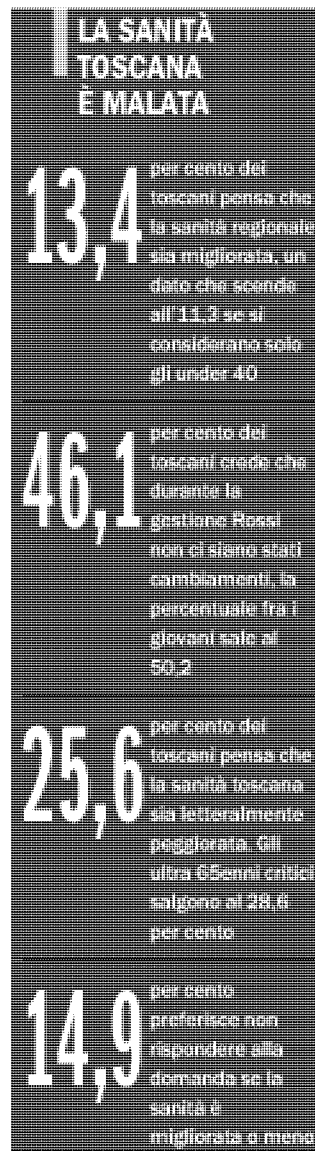 LA SANITÀ
TOSCANA
È MALATA
13,4
per cento dei
toscani pensa che
la sanità regionale
sia migliorata, un
dato che scende
all'11,3 se si
considerano solo
gli under 40
46,1
per cento dei
toscani crede che
durante la
gestione Rossi
non ci siano stati
cambiamenti, la
percentuale fra i
giovani sale al
50,2
25,6
per cento dei
toscani pensa che
la sanità toscana
sia letteralmente
peggiorata. Gli
ultra 65enni critici
salgono al 28,6
per cento
14,9
per cento
preferisce non
rispondere alla
domanda se la
sanità è
migliorata o meno